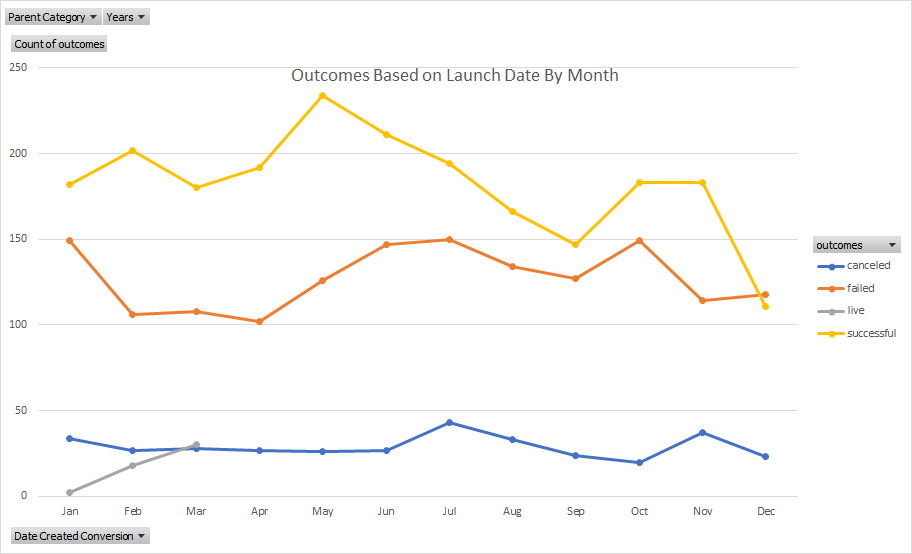 Parent Category Years
Count of outcomes
Outcomes Based on Launch Date By Month
250
200
150
100
50
0
Jan Feb Mar Apr May Jun Jul Aug Sep Oct Nov Dec
outcomes
canceled
failed
live
successful
Date Created Conversion